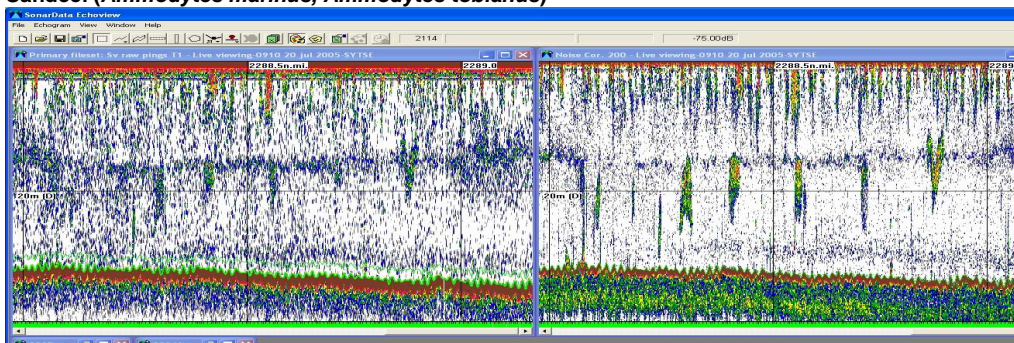 Sandeel (Ammodytes marinus, Ammodytes tobianus)
SonarData Echoview
File Echogram View Window Help
2114 -75.00dB
Primary fileset: Sv raw pings T1 - Live viewing-0910 20 jul 2005-SYTSE
2288.5n.mi. 2289.0
20m (D)
Noise Cor. 200 - Live viewing-0910 20 jul 2005-SYTSE
2288.5n.mi. 2289
20m (D)